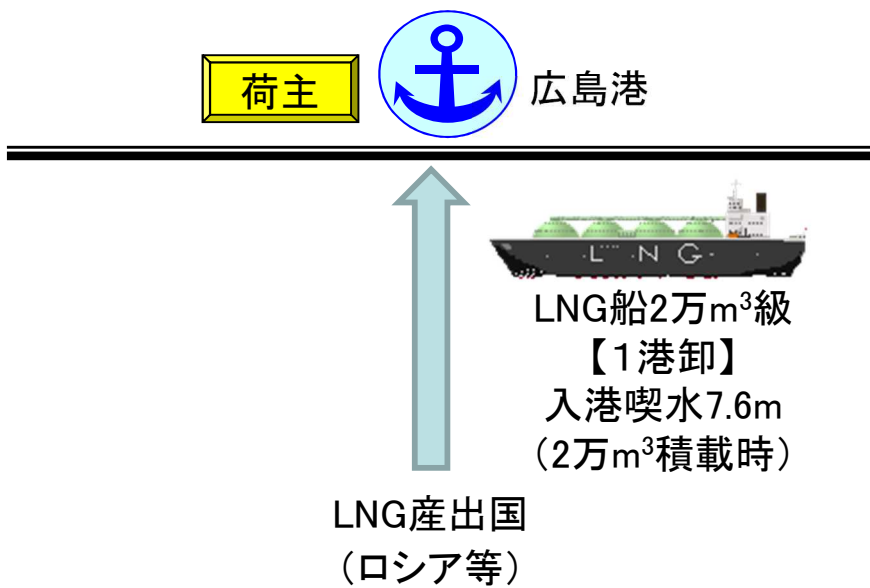 荷主
広島港
LNG
LNG船2万m³級
【1港卸】
入港喫水7.6m
(2万m³積載時)
LNG産出国
(ロシア等)